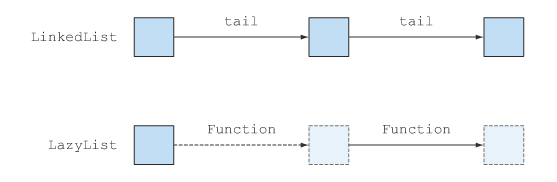 tail tail
LinkedList
Function Function
LazyList